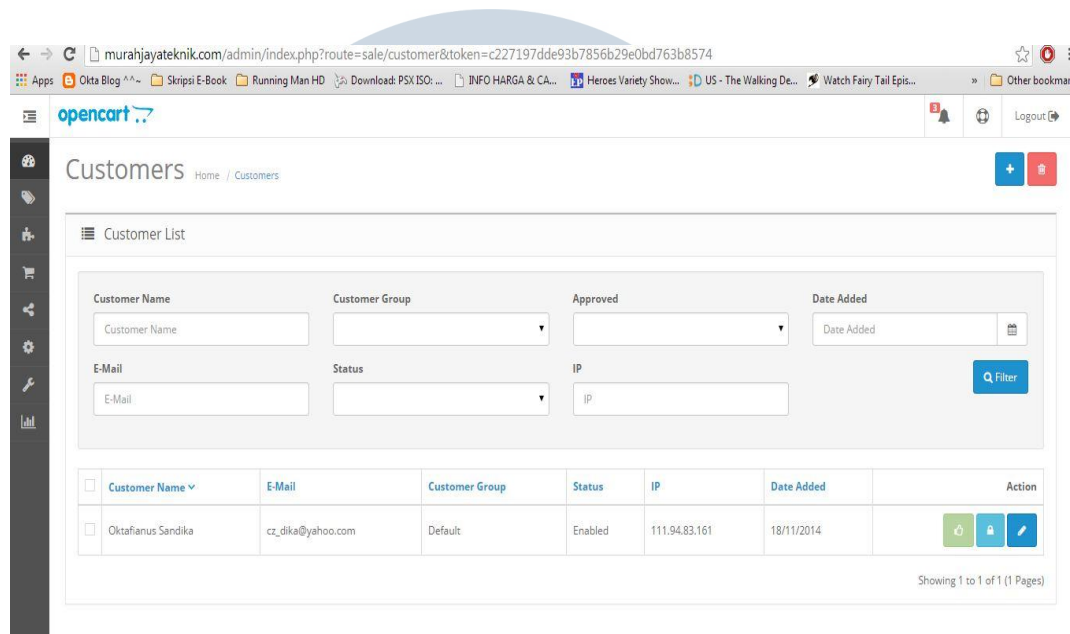 murahjayateknik.com/admin/index.php?route=sale/customer&token=c227197dde93b7856b29e0bd763b8574
Apps Okta Blog ^^~ Skripsi E-Book Running Man HD Download: PSX ISO: ... INFO HARGA & CA... Heroes Variety Show... US - The Walking De... Watch Fairy Tail Epis... » Other bookmar
opencart 3 Logout
Customers Home / Customers
Customer List
Customer Name Customer Group Approved Date Added
Customer Name Date Added
E-Mail Status IP
Filter
E-Mail IP
Customer Name E-Mail Customer Group Status IP Date Added Action
Oktafianus Sandika cz_dika@yahoo.com Default Enabled 111.94.83.161 18/11/2014
Showing 1 to 1 of 1 (1 Pages)